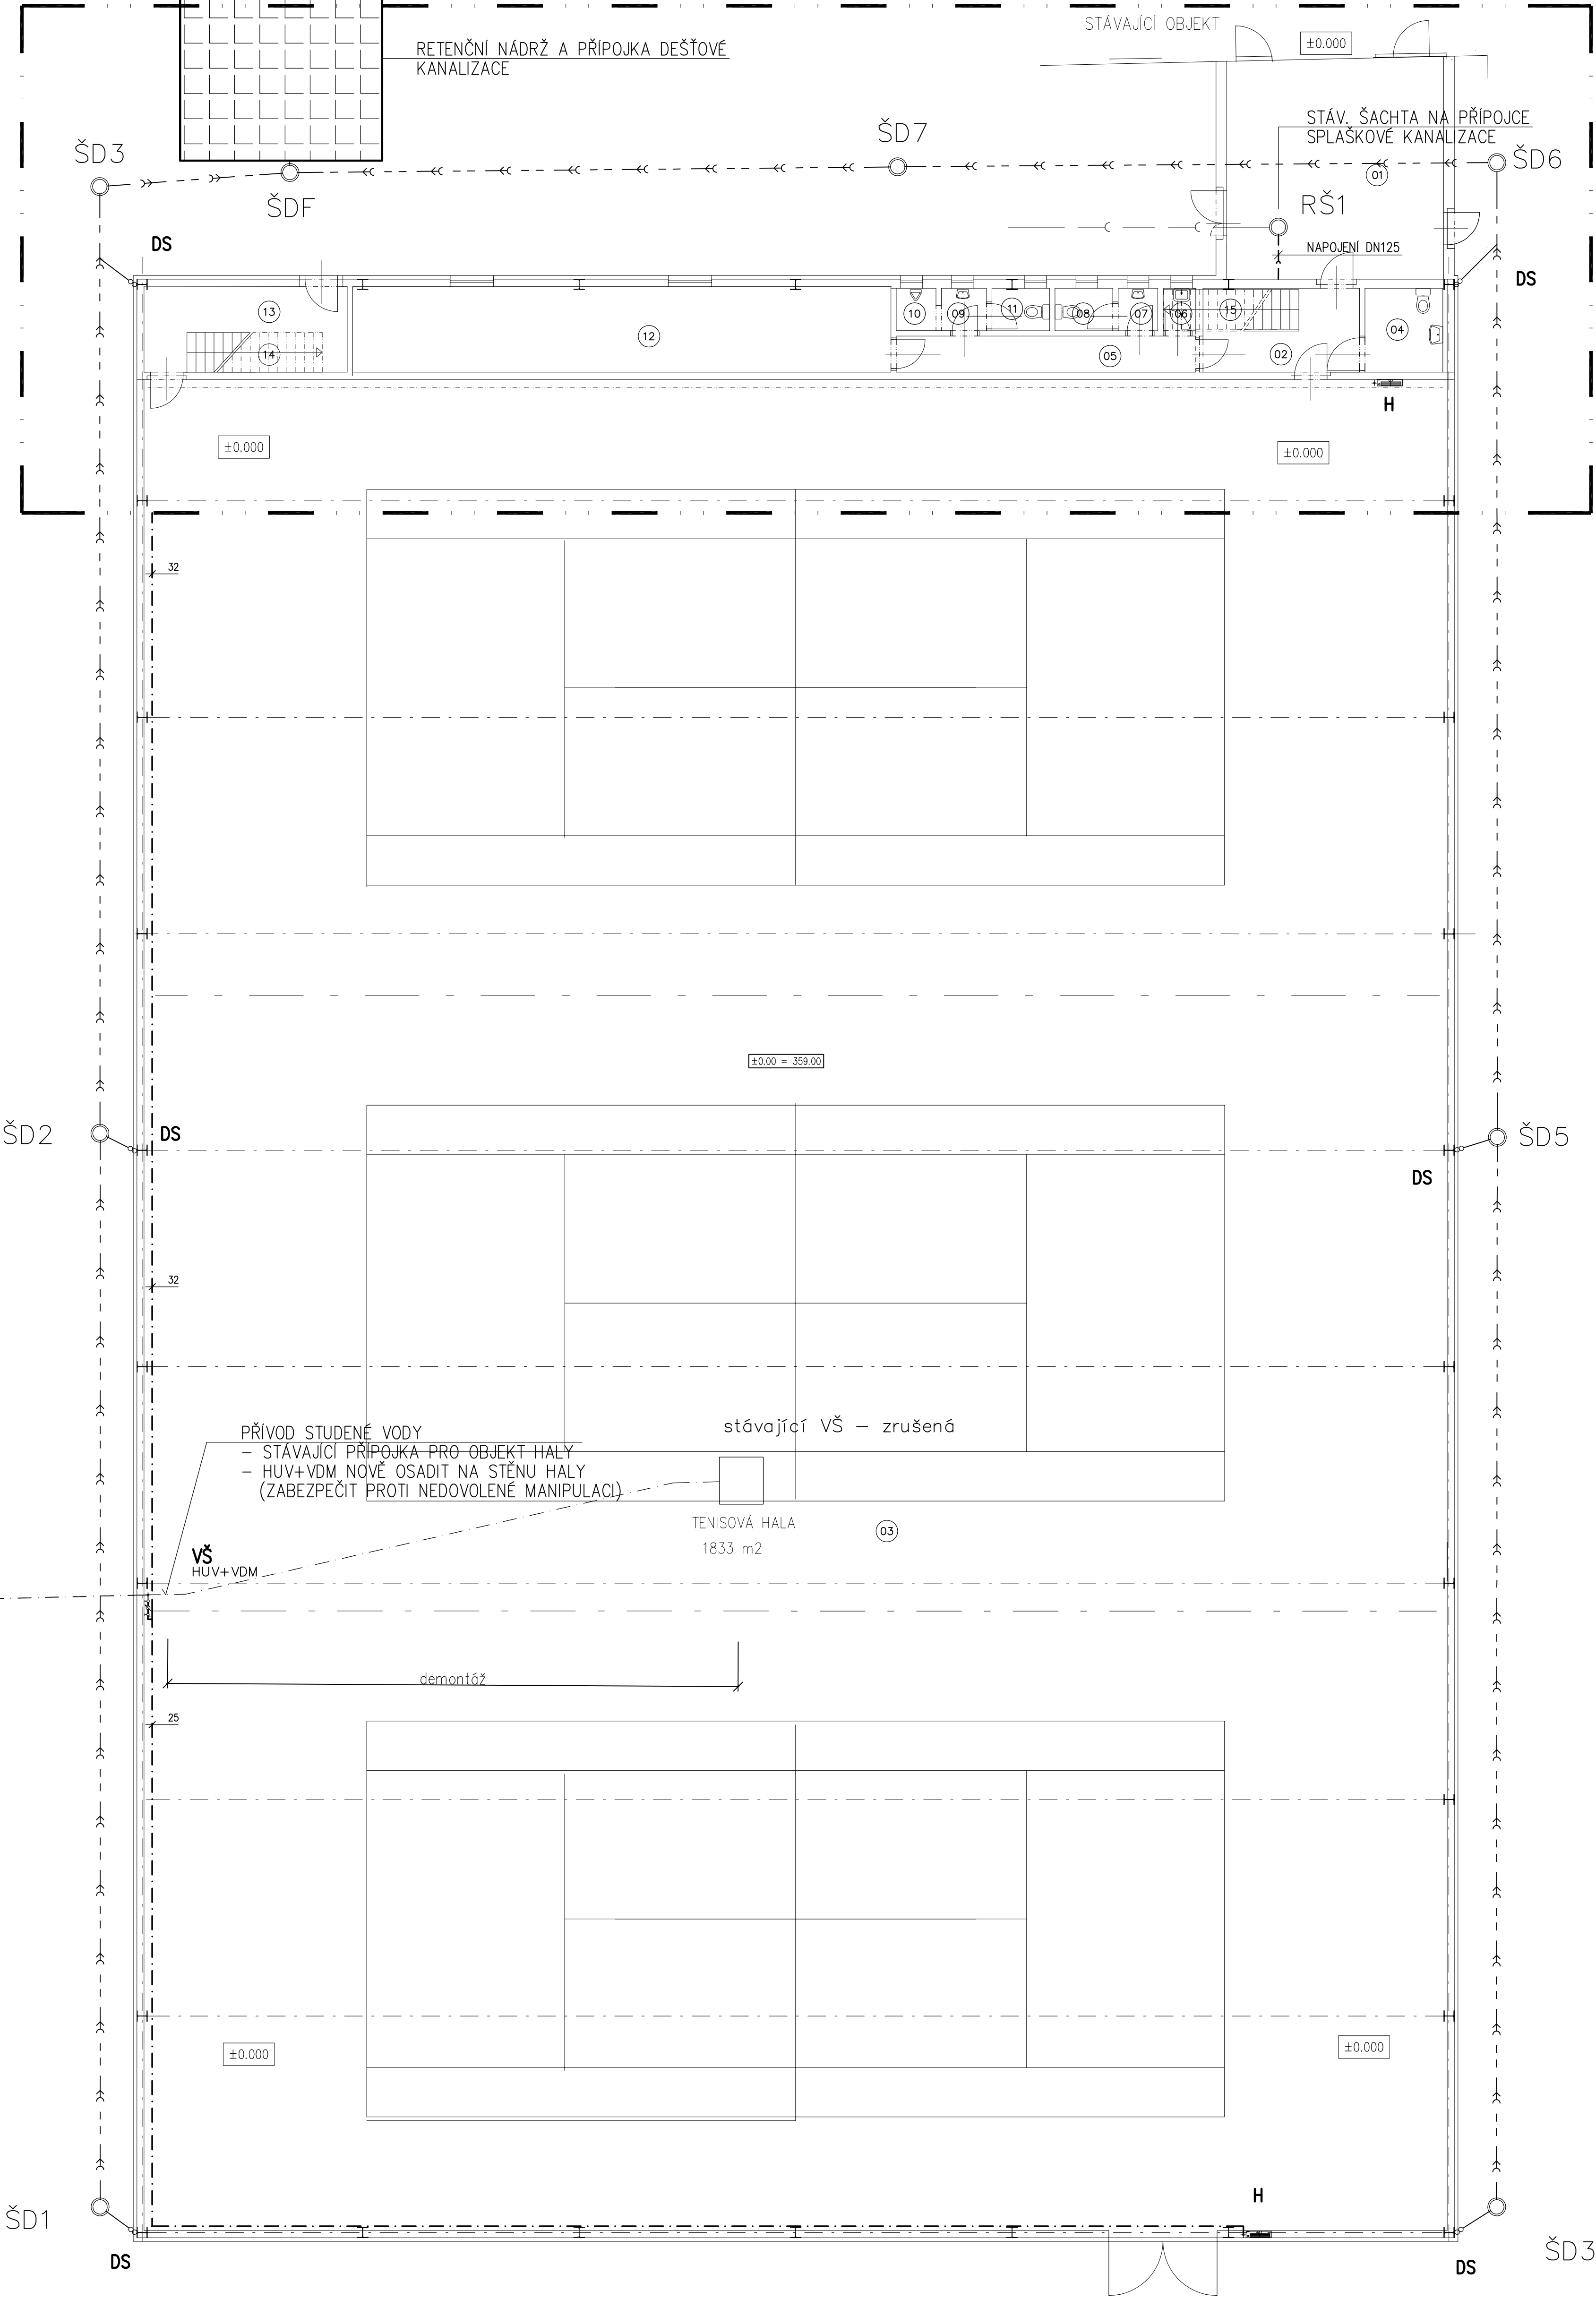 STÁVAJÍCÍ OBJEKT
±0.000
RETENČNÍ NÁDRŽ A PŘÍPOJKA DEŠŤOVÉ
KANALIZACE
STÁV. ŠACHTA NA PŘÍPOJCE
SPLAŠKOVÉ KANALIZACE
ŠD3
ŠD7
ŠD6
01
ŠDF
RŠ1
DS
NAPOJENÍ DN125
DS
13
10
09
11
08
07
06
15
04
12
14
05
02
H
±0.000
±0.000
32
±0.00 = 359.00
ŠD2
DS
ŠD5
DS
32
PŘÍVOD STUDENÉ VODY
– STÁVAJÍCÍ PŘÍPOJKA PRO OBJEKT HALY
– HUV+VDM NOVĚ OSADIT NA STĚNU HALY
(ZABEZPEČIT PROTI NEDOVOLENÉ MANIPULACI)
stávající VŠ – zrušená
TENISOVÁ HALA
1833 m2
03
VŠ
HUV+VDM
demontáž
25
±0.000
±0.000
ŠD1
H
DS
DS
ŠD3